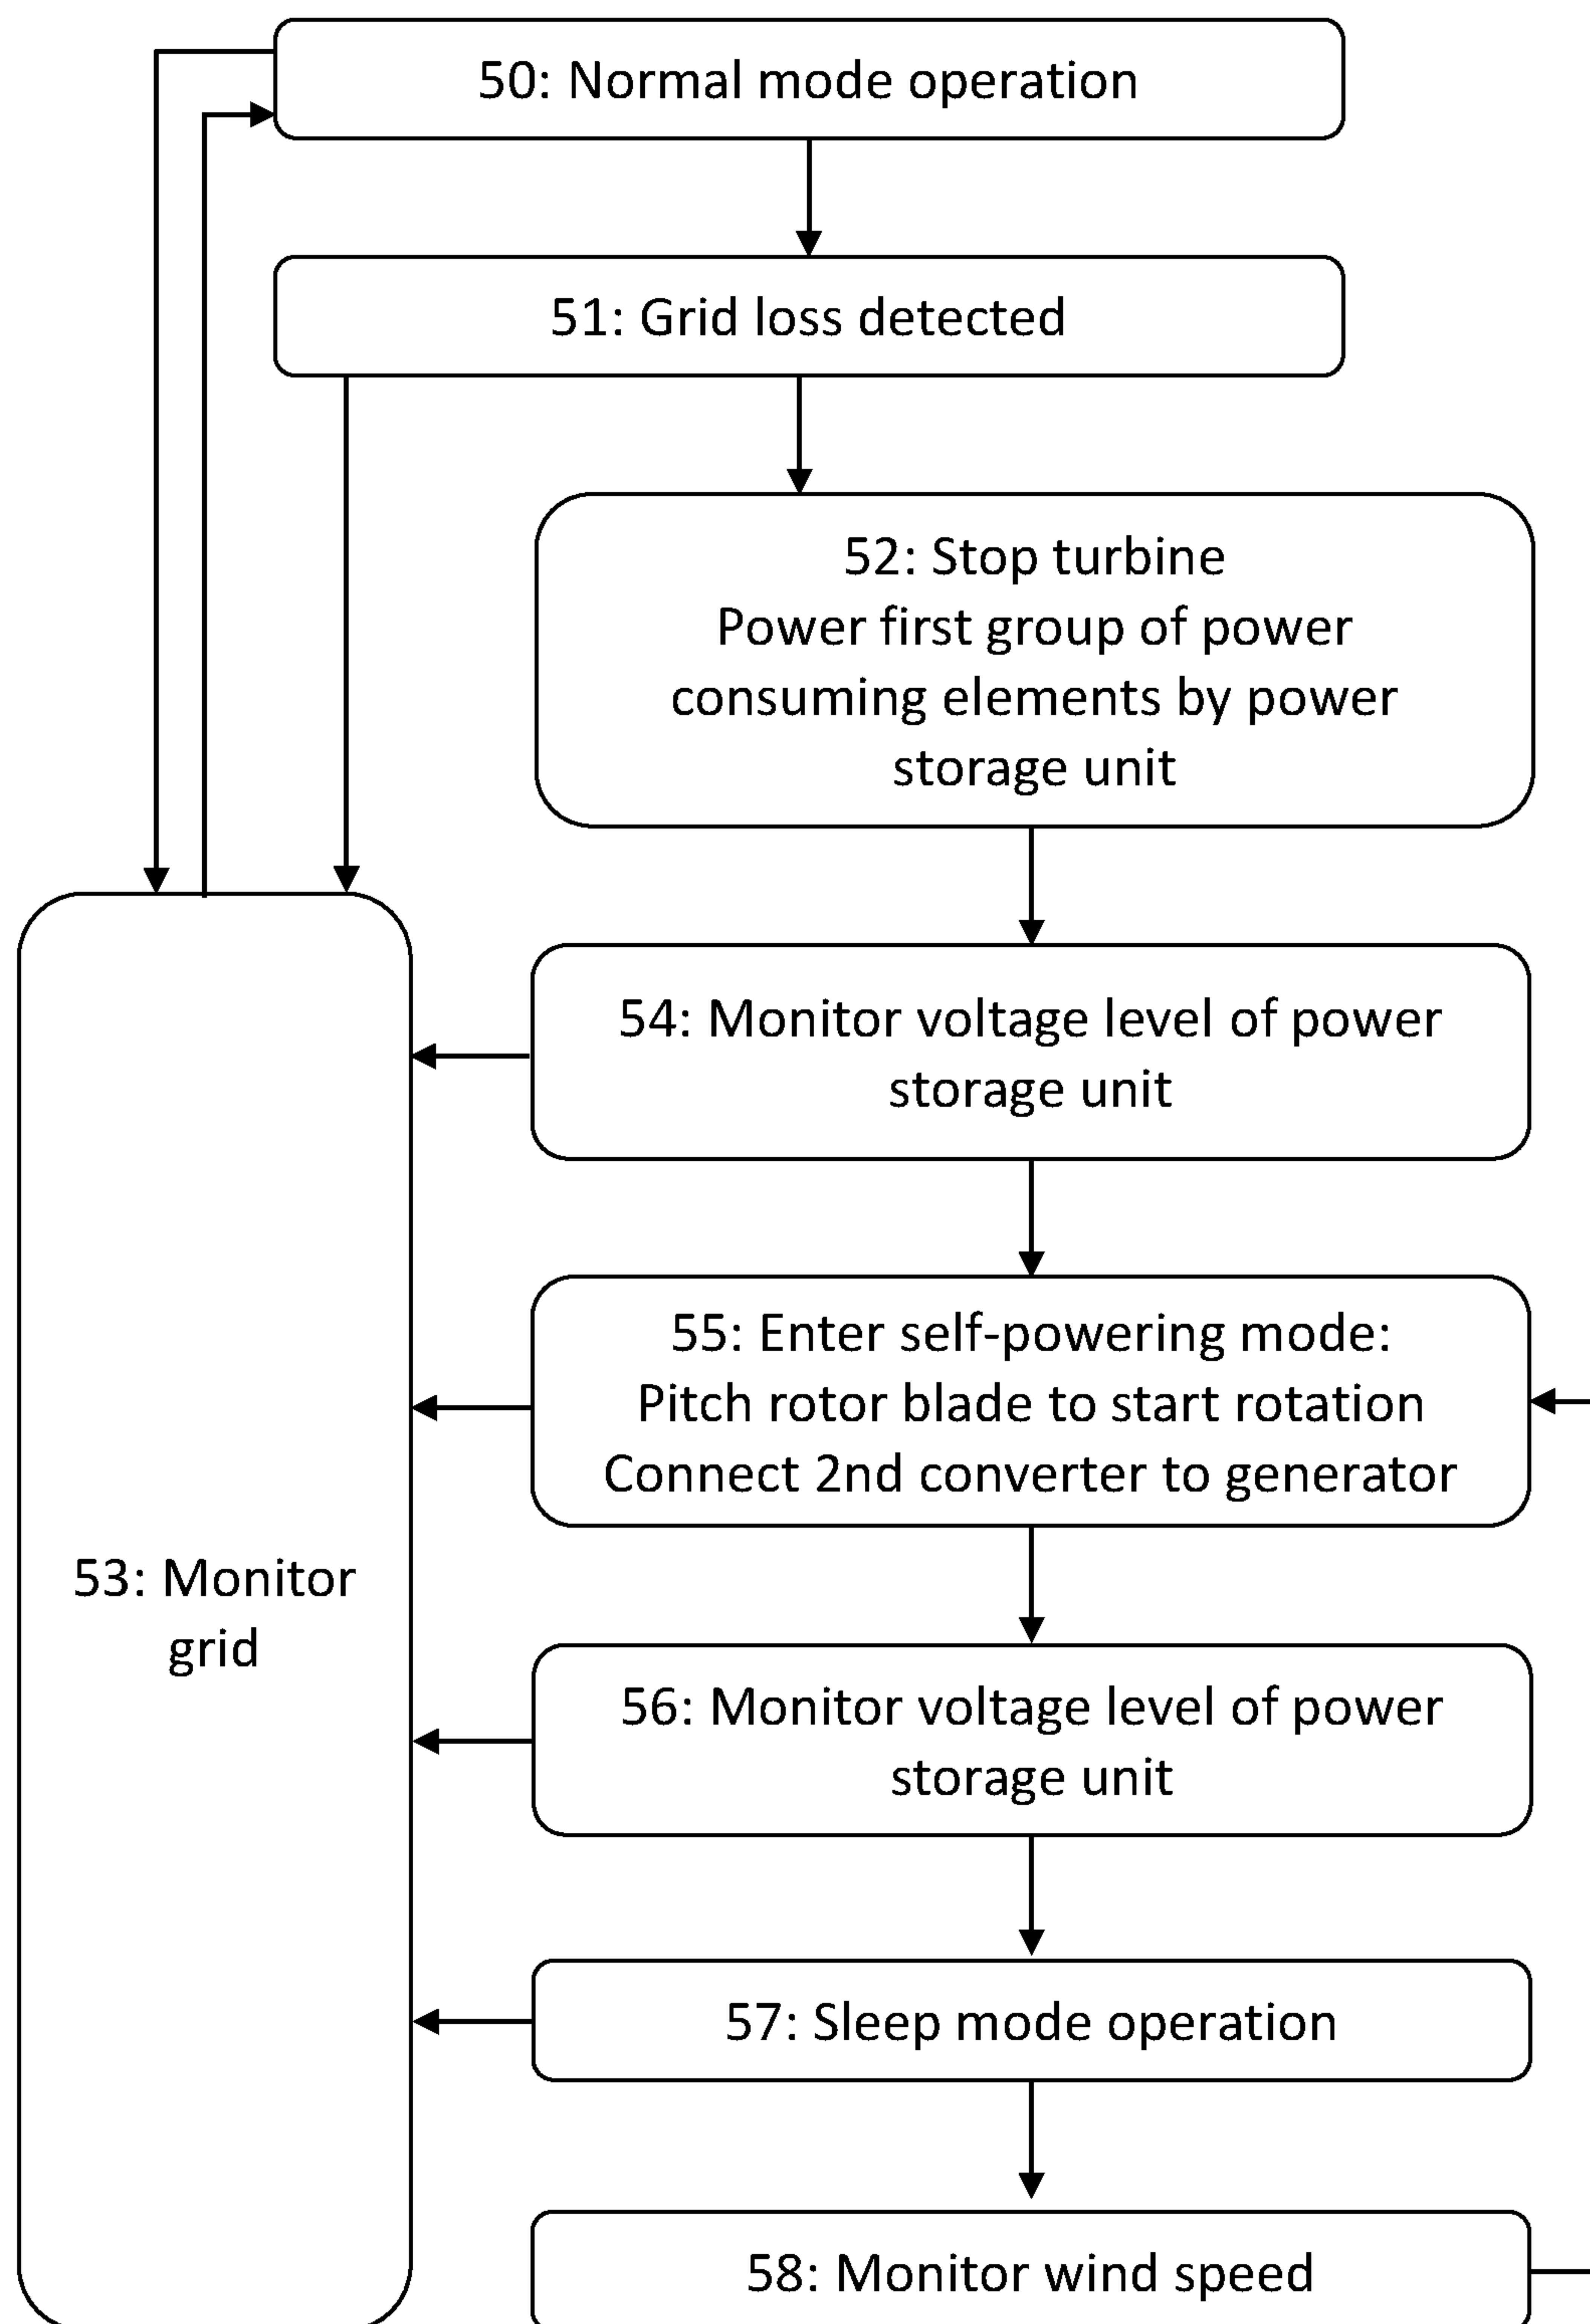 50: Normal mode operation
51: Grid loss detected
52: Stop turbine
Power first group of power
consuming elements by power
storage unit
54: Monitor voltage level of power
storage unit
55: Enter self-powering mode:
Pitch rotor blade to start rotation
Connect 2nd converter to generator
53: Monitor
grid
56: Monitor voltage level of power
storage unit
57: Sleep mode operation
58: Monitor wind speed